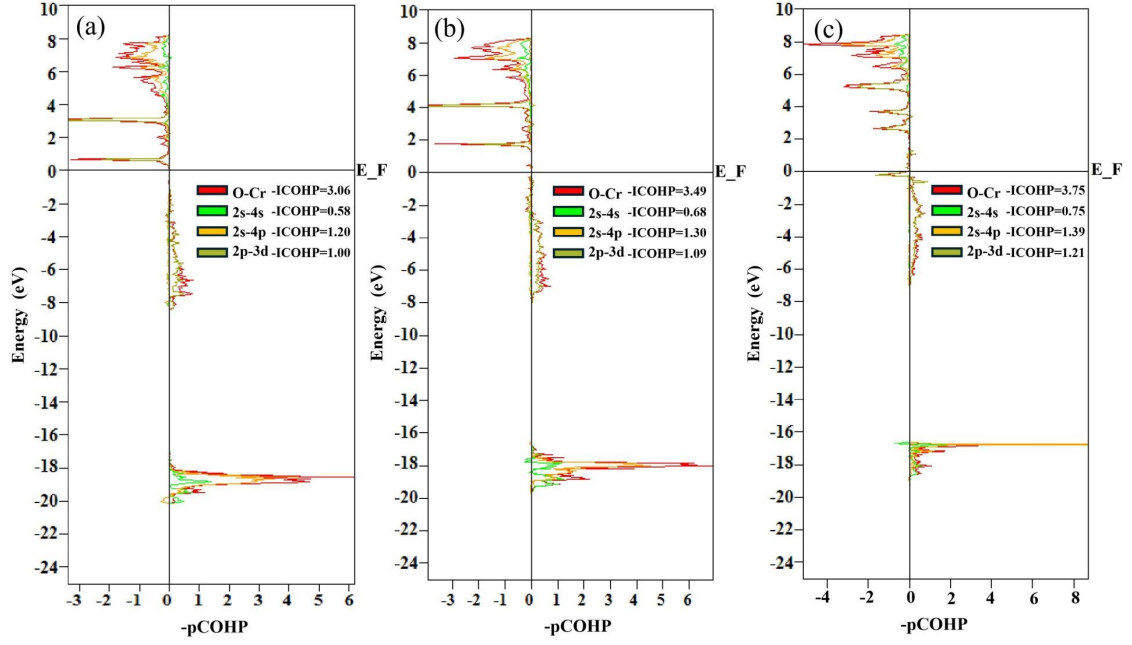 (a)
10
8
6
4
2
0
-2
-4
-6
-8
-10
-12
-14
-16
-18
-20
-22
-24
Energy (eV)
E_F
O-Cr -ICOHP=3.06
2s-4s -ICOHP=0.58
2s-4p -ICOHP=1.20
2p-3d -ICOHP=1.00
-3 -2 -1 0 1 2 3 4 5 6
-pCOHP
(b)
10
8
6
4
2
0
-2
-4
-6
-8
-10
-12
-14
-16
-18
-20
-22
-24
Energy (eV)
E_F
O-Cr -ICOHP=3.49
2s-4s -ICOHP=0.68
2s-4p -ICOHP=1.30
2p-3d -ICOHP=1.09
-3 -2 -1 0 1 2 3 4 5 6
-pCOHP
(c)
10
8
6
4
2
0
-2
-4
-6
-8
-10
-12
-14
-16
-18
-20
-22
-24
Energy (eV)
E_F
O-Cr -ICOHP=3.75
2s-4s -ICOHP=0.75
2s-4p -ICOHP=1.39
2p-3d -ICOHP=1.21
-4 -2 0 2 4 6 8
-pCOHP